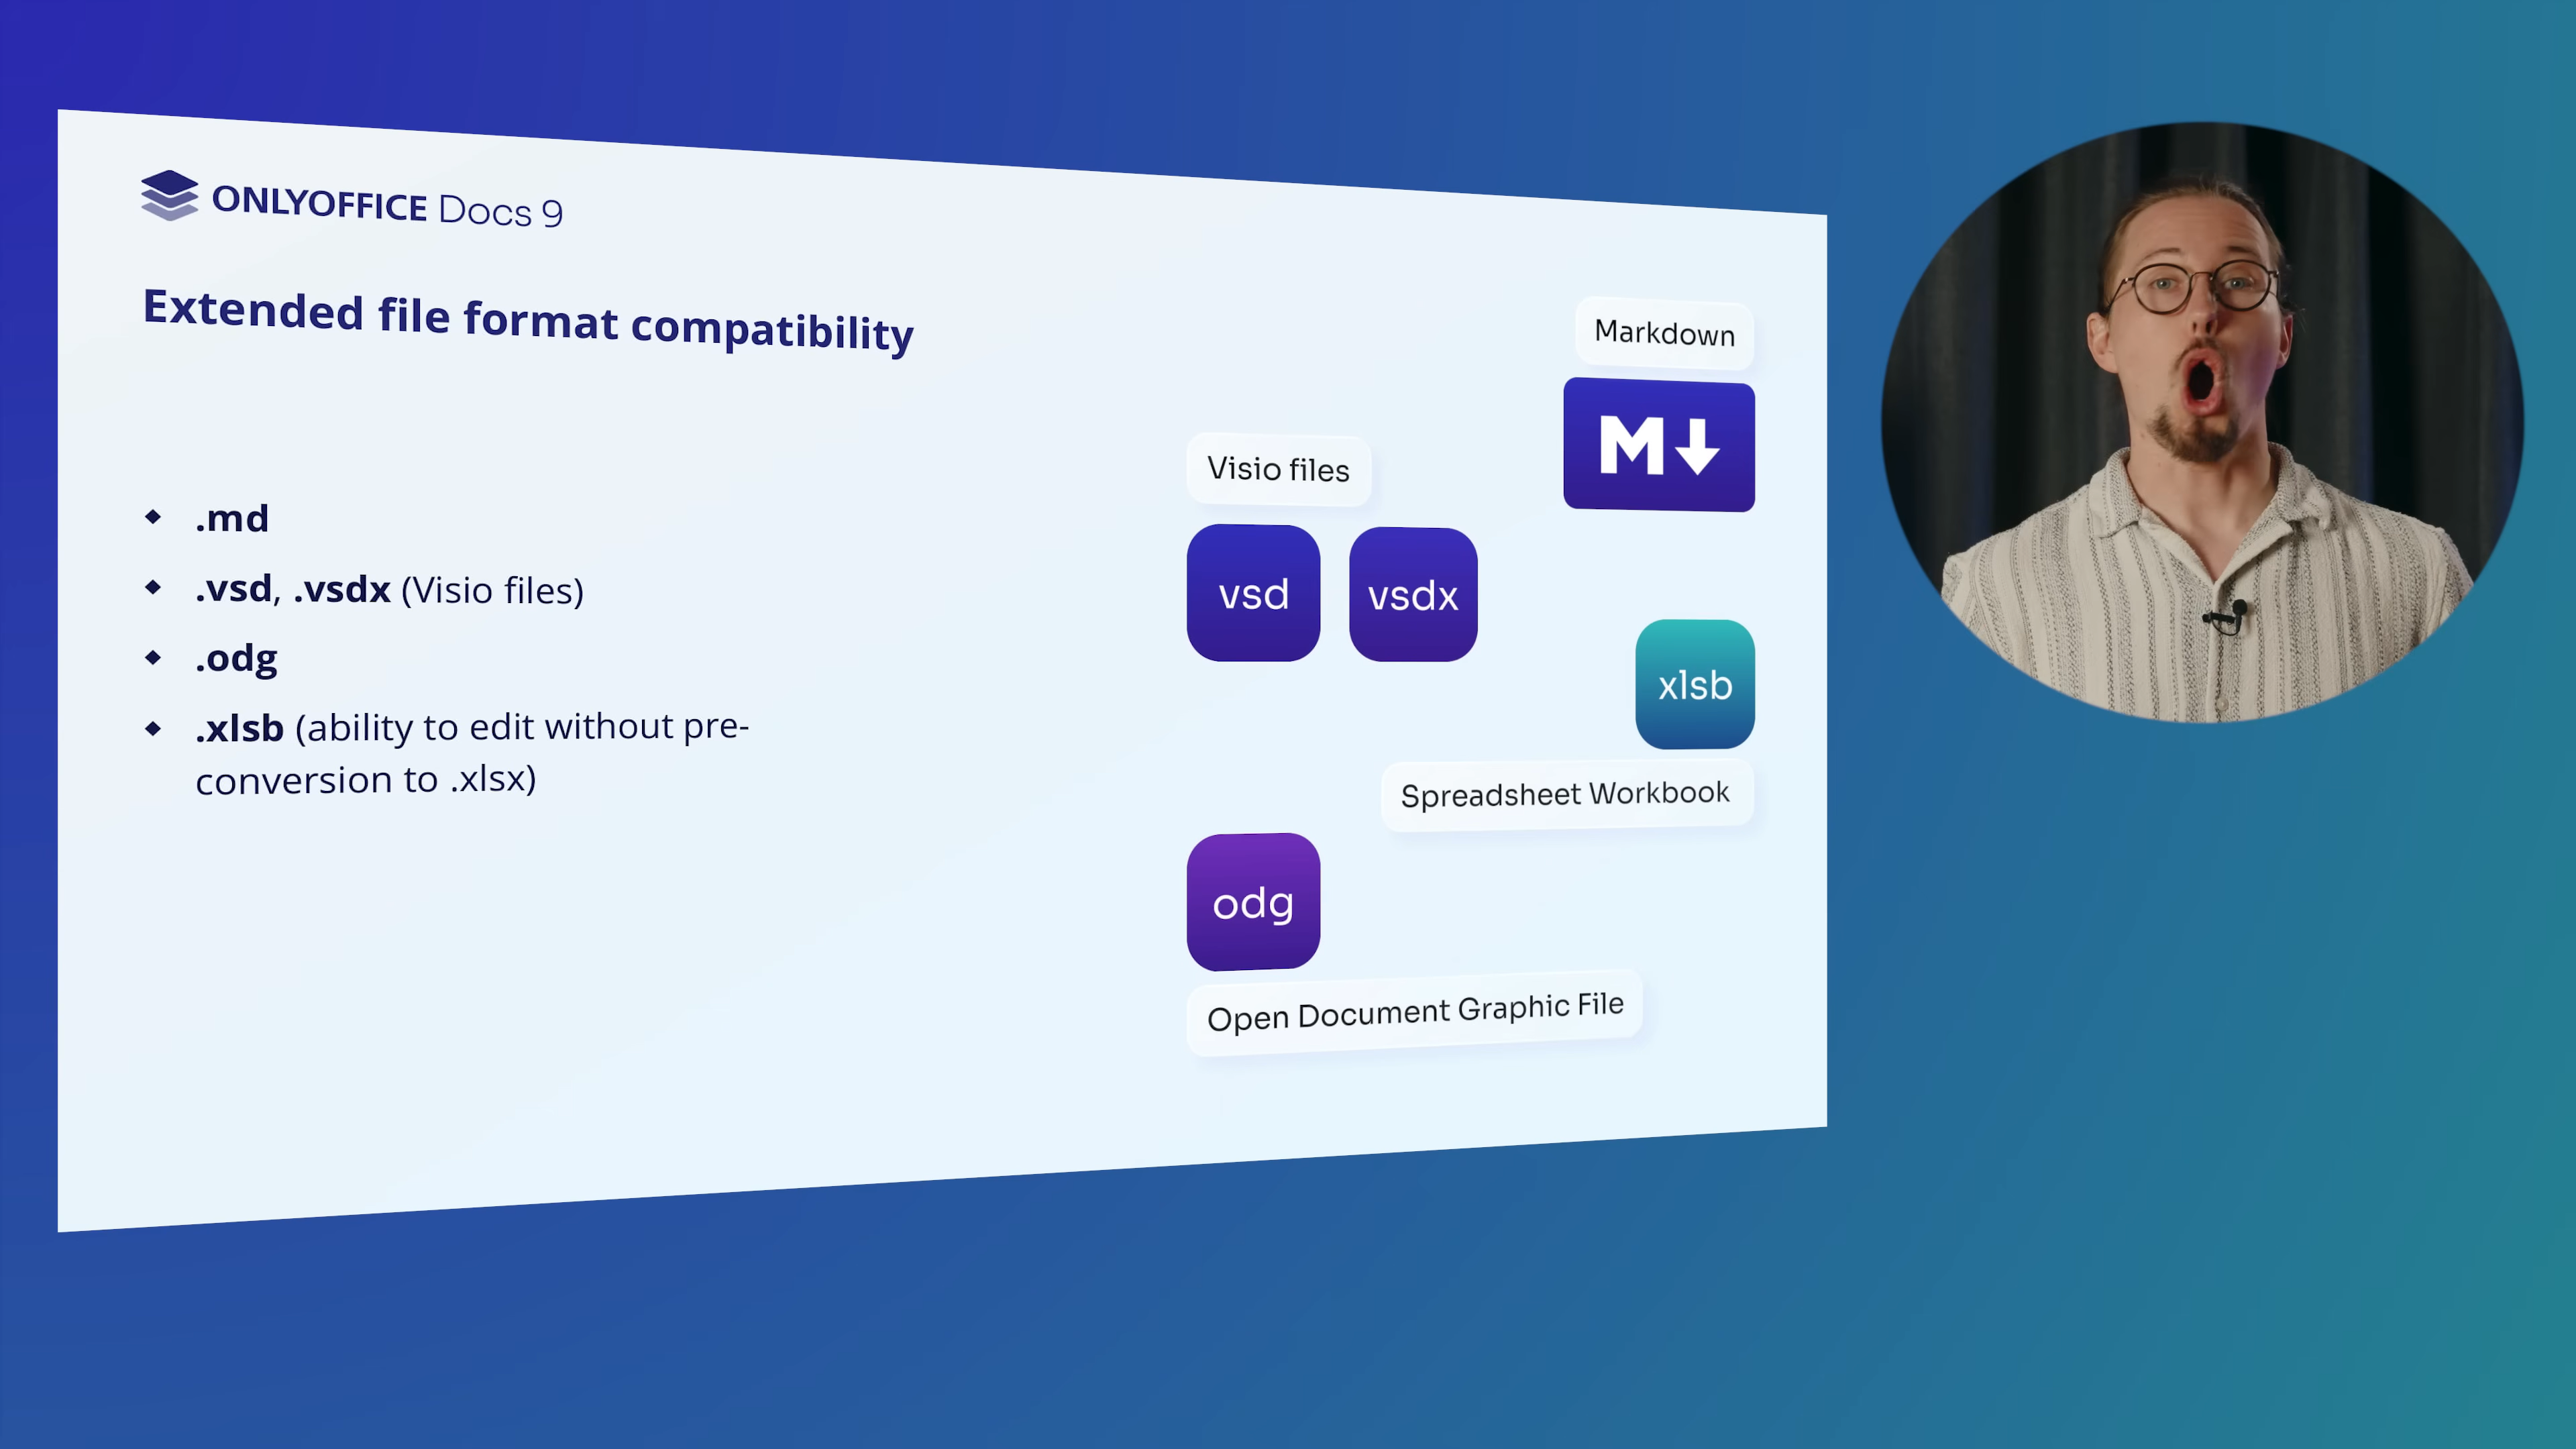 ONLYOFFICE Docs 9
Extended file format compatibility
.md
.vsd, .vsdx (Visio files)
.odg
.xlsb (ability to edit without pre-
conversion to .xlsx)
Markdown
M
Visio files
vsd
vsdx
xlsb
Spreadsheet Workbook
odg
Open Document Graphic File